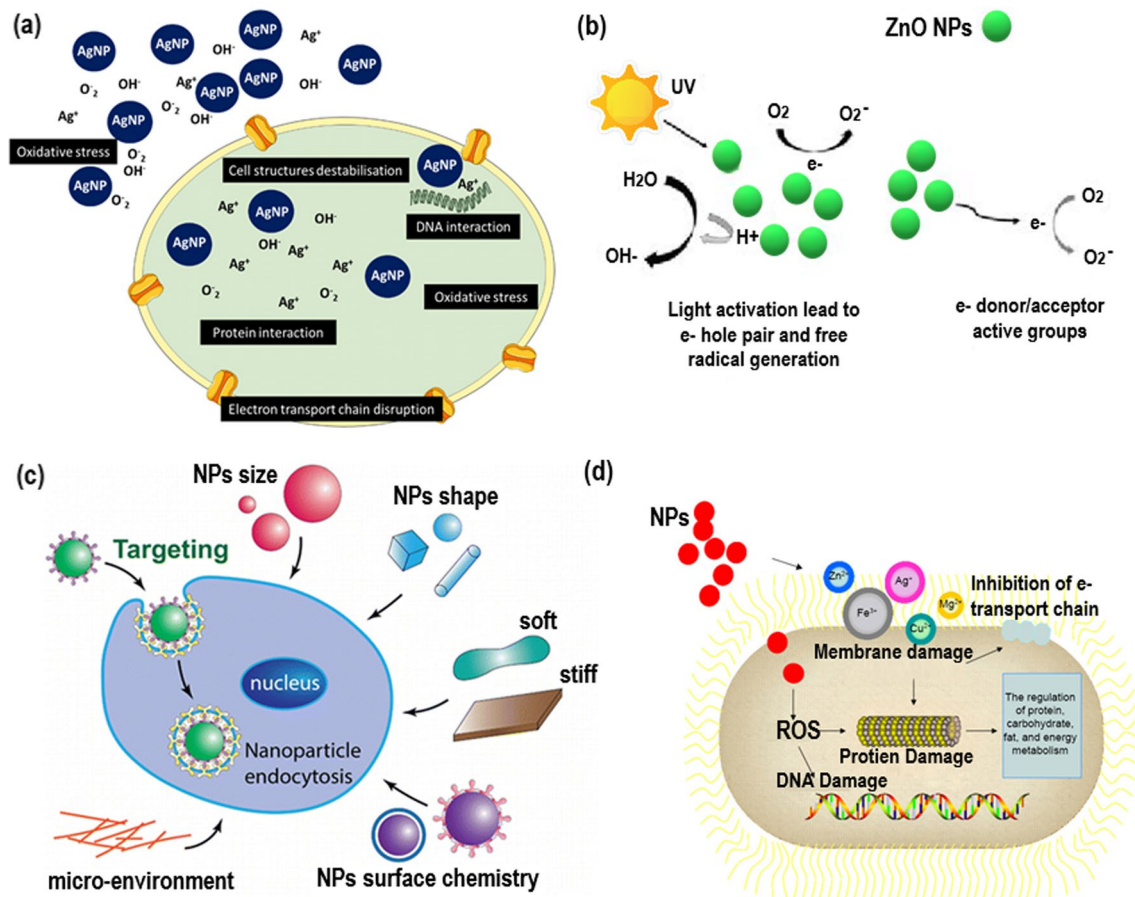 (a)
AgNP
AgNP
AgNP
Ag⁺
OH⁻
AgNP
AgNP
OH⁻
Ag⁺
AgNP
OH⁻
O⁻₂
O⁻₂
Ag⁺
AgNP
OH⁻
Oxidative stress
O⁻₂
OH⁻
AgNP
O⁻₂
Cell structures destabilisation
AgNP
Ag⁺
DNA interaction
Ag⁺
AgNP
OH⁻
AgNP
OH⁻
Ag⁺
Ag⁺
Ag⁺
AgNP
O⁻₂
Ag⁺
O⁻₂
Oxidative stress
Protein interaction
Electron transport chain disruption
(b)
ZnO NPs
UV
O2
O2⁻
e-
H2O
H+
OH-
O2
e-
O2⁻
Light activation lead to
e- hole pair and free
radical generation
e- donor/acceptor
active groups
(c)
NPs size
NPs shape
Targeting
soft
stiff
nucleus
Nanoparticle
endocytosis
micro-environment
NPs surface chemistry
(d)
NPs
Zn²⁺
Ag⁺
Mg²⁺
Fe³⁺
Cu²⁺
Inhibition of e-
transport chain
Membrane damage
ROS
Protien Damage
The regulation
of protein,
carbohydrate,
fat, and energy
metabolism
DNA Damage